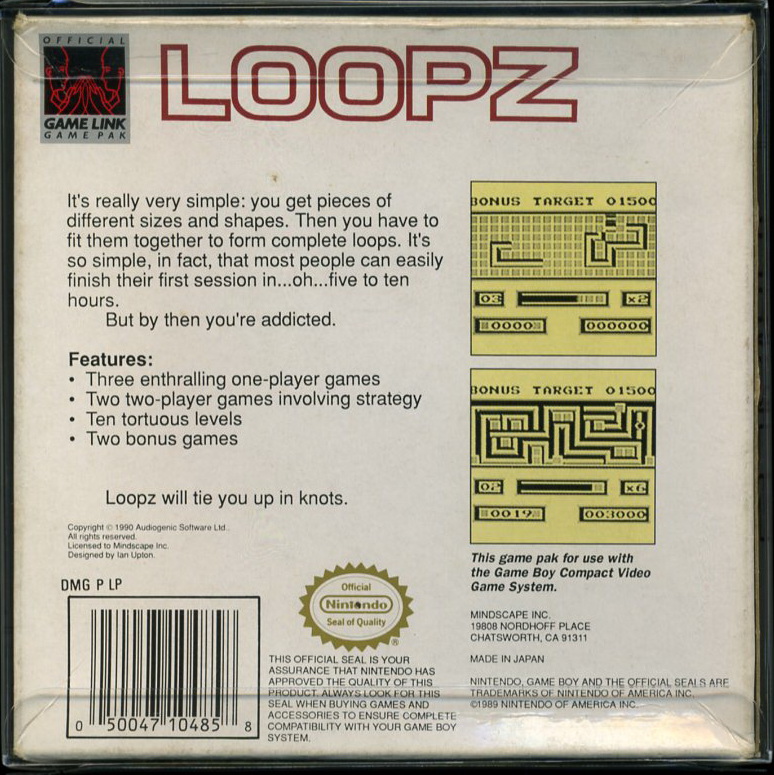 OFFICIAL
GAME LINK
GAME PAK
LOOPZ
It's really very simple: you get pieces of
different sizes and shapes. Then you have to
fit them together to form complete loops. It's
so simple, in fact, that most people can easily
finish their first session in...oh...five to ten
hours.
But by then you're addicted.
Features:
• Three enthralling one-player games
• Two two-player games involving strategy
• Ten tortuous levels
• Two bonus games
Loopz will tie you up in knots.
Copyright © 1990 Audiogenic Software Ltd.
All rights reserved.
Licensed to Mindscape Inc.
Designed by Ian Upton.
DMG P LP
0 50047 10485 8
Official
Nintendo
Seal of Quality
®
THIS OFFICIAL SEAL IS YOUR
ASSURANCE THAT NINTENDO HAS
APPROVED THE QUALITY OF THIS
PRODUCT. ALWAYS LOOK FOR THIS
SEAL WHEN BUYING GAMES AND
ACCESSORIES TO ENSURE COMPLETE
COMPATIBILITY WITH YOUR GAME BOY
SYSTEM.
BONUS TARGET 01500
03 x2
0000 000000
BONUS TARGET 01500
02 x6
0019 003000
This game pak for use with
the Game Boy Compact Video
Game System.
MINDSCAPE INC.
19808 NORDHOFF PLACE
CHATSWORTH, CA 91311
MADE IN JAPAN
NINTENDO, GAME BOY AND THE OFFICIAL SEALS ARE
TRADEMARKS OF NINTENDO OF AMERICA INC.
©1989 NINTENDO OF AMERICA INC.